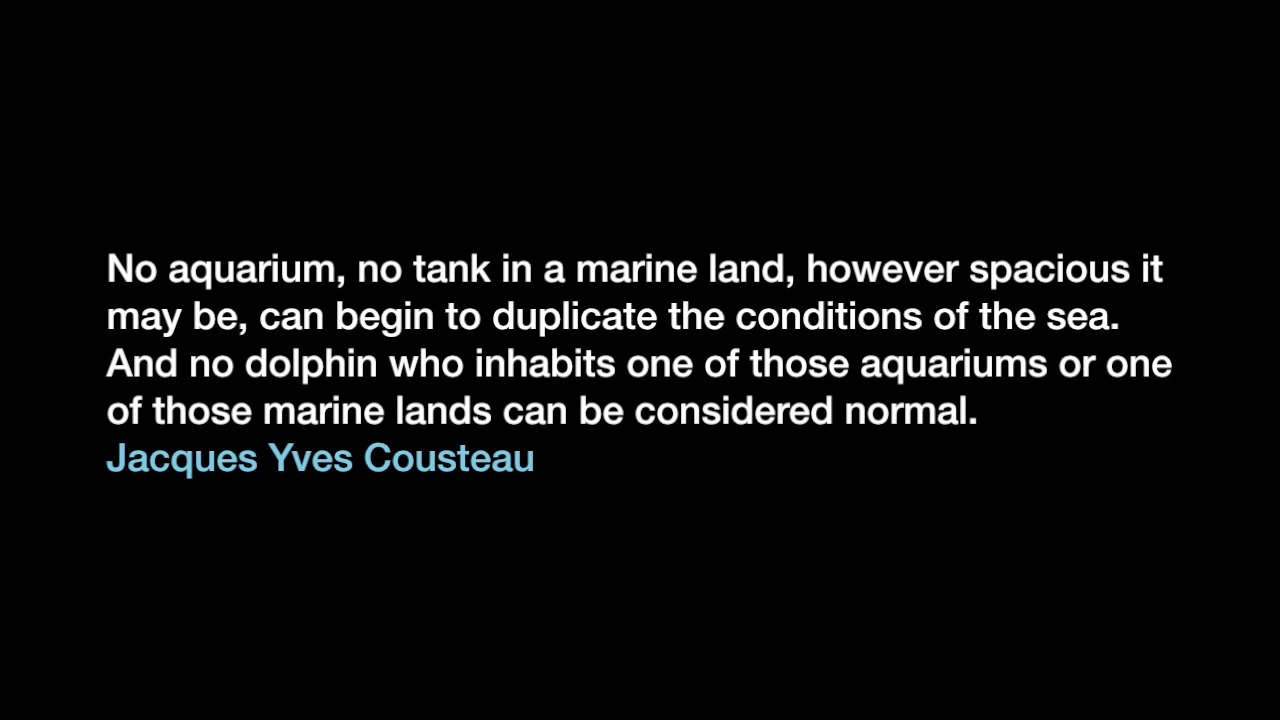 No aquarium, no tank in a marine land, however spacious it
may be, can begin to duplicate the conditions of the sea.
And no dolphin who inhabits one of those aquariums or one
of those marine lands can be considered normal.
Jacques Yves Cousteau